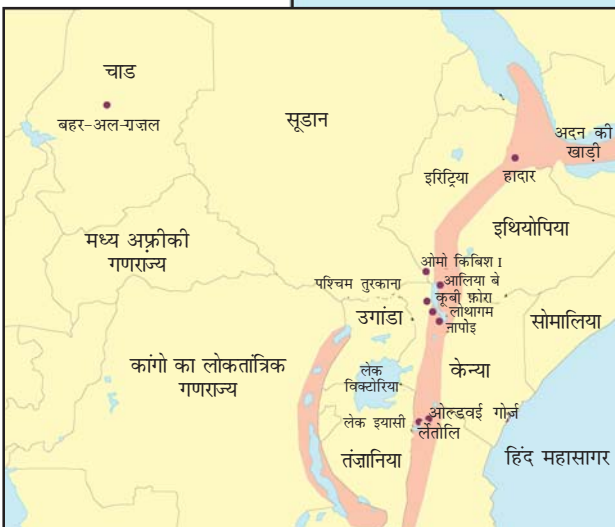 चाड
बहर-अल-ग़ज़ल
सूडान
अदन की
खाड़ी
इरिट्रिया
हादार
इथियोपिया
मध्य अफ़्रीकी
गणराज्य
ओमो किबिश I
पश्चिम तुरकाना
आलिया बे
कूबी फ़ोरा
लोथागम
नापोइ
उगांडा
सोमालिया
कांगो का लोकतांत्रिक
गणराज्य
लेक
विक्टोरिया
केन्या
लेक इयासी
ओल्डवई गोर्ज
र्लेतोलि
तंज़ानिया
हिंद महासागर